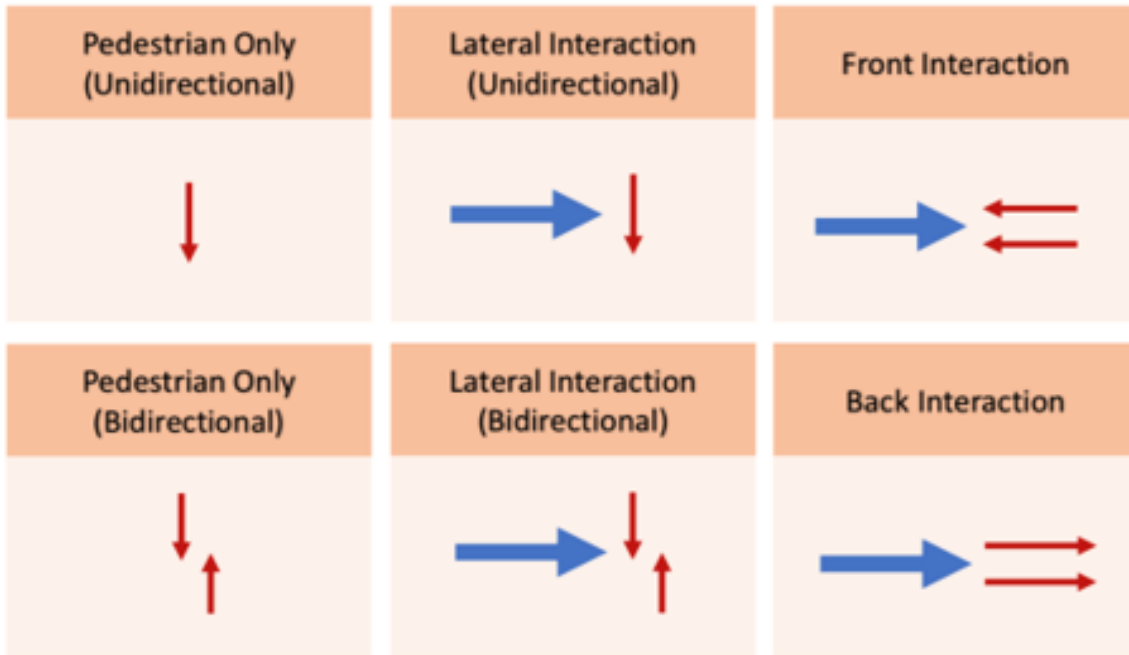 Pedestrian Only
(Unidirectional)
Lateral Interaction
(Unidirectional)
Front Interaction
Pedestrian Only
(Bidirectional)
Lateral Interaction
(Bidirectional)
Back Interaction